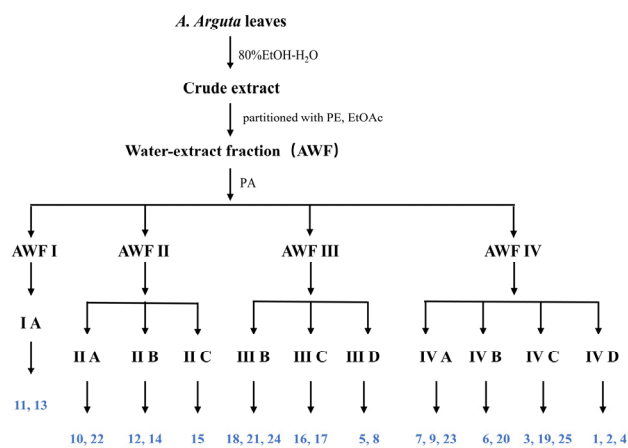 A. Arguta leaves
80%EtOH-H₂O
Crude extract
partitioned with PE, EtOAc
Water-extract fraction（AWF）
PA
AWF I AWF II AWF III AWF IV
I A
II A II B II C III B III C III D IV A IV B IV C IV D
11, 13
10, 22 12, 14 15 18, 21, 24 16, 17 5, 8 7, 9, 23 6, 20 3, 19, 25 1, 2, 4